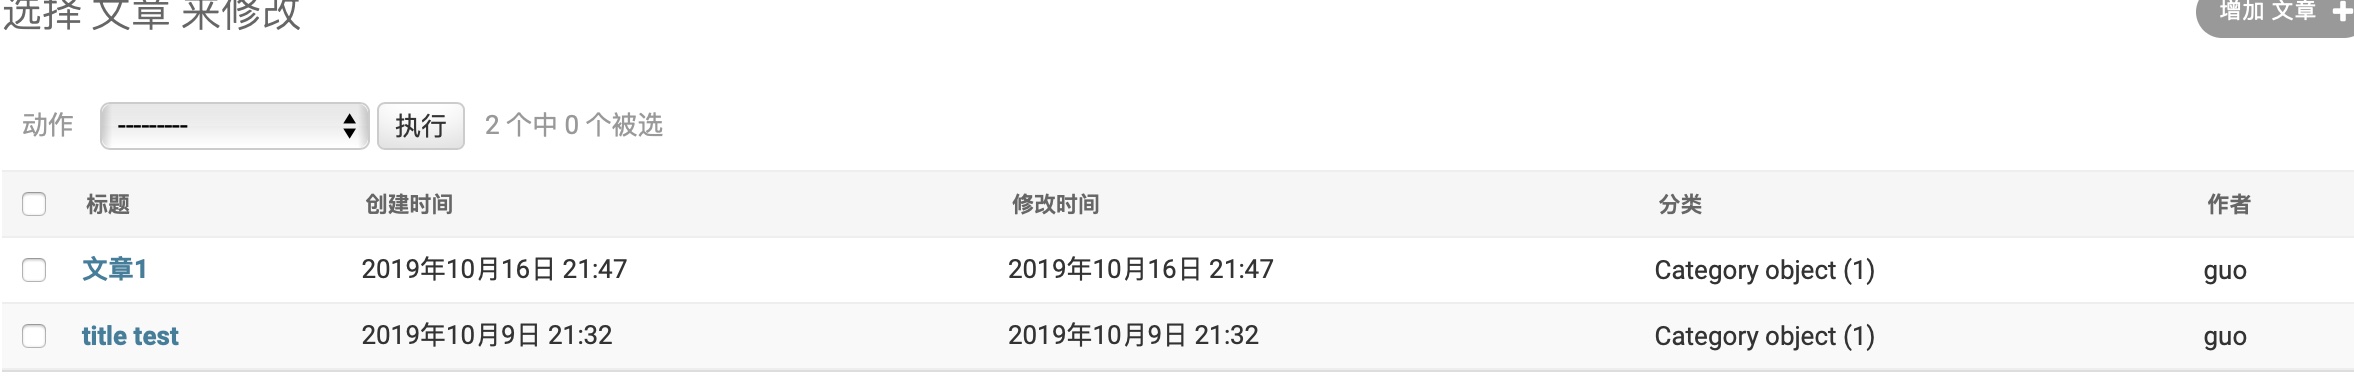 选择 文章 来修改
增加 文章
动作 --------- 执行 2 个中 0 个被选
标题 创建时间 修改时间 分类 作者
文章1 2019年10月16日 21:47 2019年10月16日 21:47 Category object (1) guo
title test 2019年10月9日 21:32 2019年10月9日 21:32 Category object (1) guo